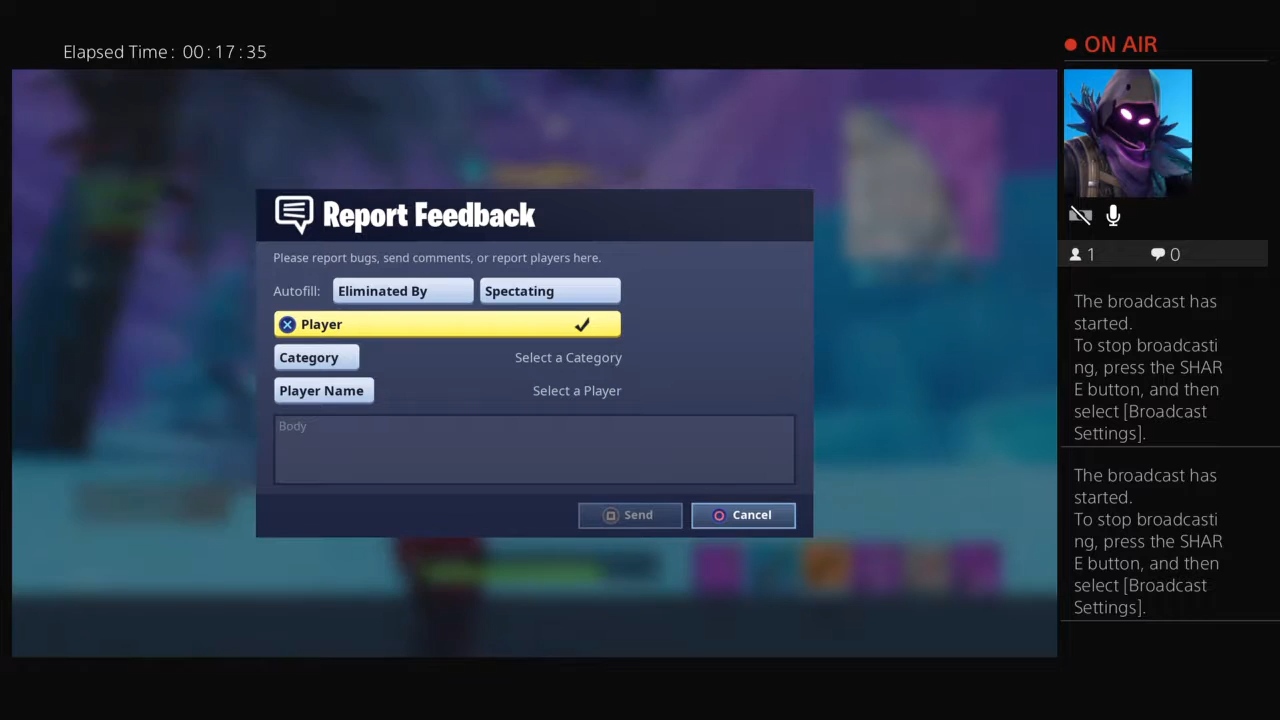 Elapsed Time: 00:17:35
ON AIR
Report Feedback
Please report bugs, send comments, or report players here.
Autofill: Eliminated By Spectating
Player
Category Select a Category
Player Name Select a Player
Body
Send Cancel
1 0
The broadcast has
started.
To stop broadcasti
ng, press the SHAR
E button, and then
select [Broadcast
Settings].
The broadcast has
started.
To stop broadcasti
ng, press the SHAR
E button, and then
select [Broadcast
Settings].